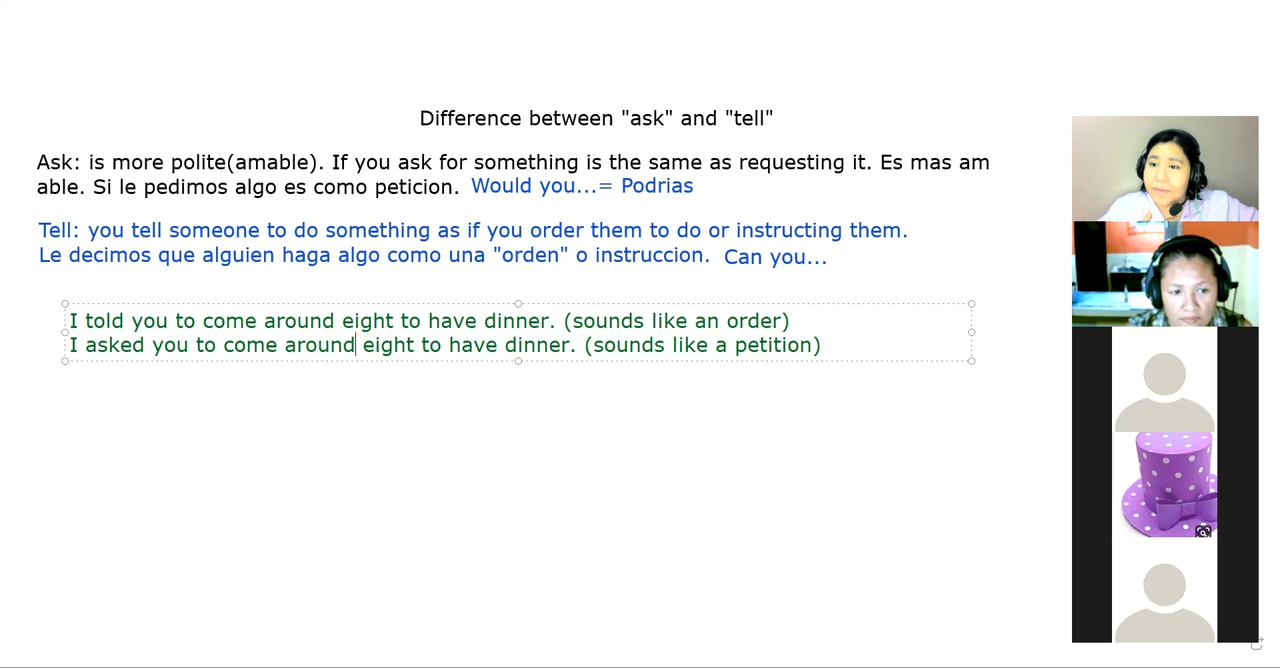 Difference between "ask" and "tell"
Ask: is more polite(amable). If you ask for something is the same as requesting it. Es mas am
able. Si le pedimos algo es como peticion. Would you...= Podrias
Tell: you tell someone to do something as if you order them to do or instructing them.
Le decimos que alguien haga algo como una "orden" o instruccion. Can you...
I told you to come around eight to have dinner. (sounds like an order)
I asked you to come around eight to have dinner. (sounds like a petition)